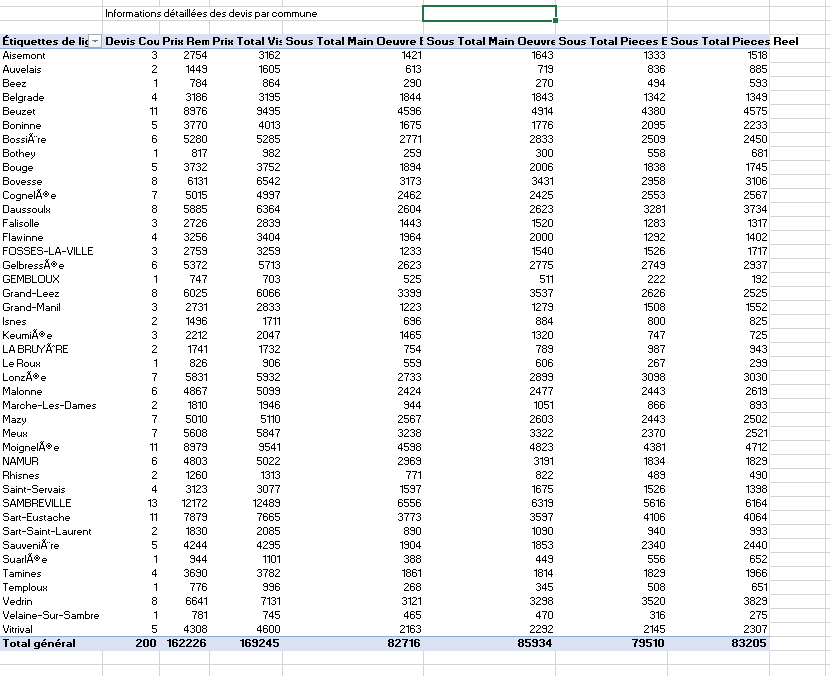 Informations détaillées des devis par commune
Étiquettes de lig Devis Cou Prix Rem Prix Total Vis Sous Total Main Oeuvre E Sous Total Main Oeuvre Sous Total Pieces E Sous Total Pieces Reel
Aisemont 3 2754 3162 1421 1643 1333 1518
Auvelais 2 1449 1605 613 719 836 885
Beez 1 784 864 290 270 494 593
Belgrade 4 3186 3195 1844 1843 1342 1349
Beuzet 11 8976 9495 4596 4914 4380 4575
Boninne 5 3770 4013 1675 1776 2095 2233
BossiÃ¨re 6 5280 5285 2771 2833 2509 2450
Bothey 1 817 982 259 300 558 681
Bouge 5 3732 3752 1894 2006 1838 1745
Bovesse 8 6131 6542 3173 3431 2958 3106
CognelÃ©e 7 5015 4997 2462 2425 2553 2567
Daussoulx 8 5885 6364 2604 2623 3281 3734
Falisolle 3 2726 2839 1443 1520 1283 1317
Flawinne 4 3256 3404 1964 2000 1292 1402
FOSSES-LA-VILLE 3 2759 3259 1233 1540 1526 1717
GelbressÃ©e 6 5372 5713 2623 2775 2749 2937
GEMBLOUX 1 747 703 525 511 222 192
Grand-Leez 8 6025 6066 3399 3537 2626 2525
Grand-Manil 3 2731 2833 1223 1279 1508 1552
Isnes 2 1496 1711 696 884 800 825
KeumiÃ©e 3 2212 2047 1465 1320 747 725
LA BRUYÃˆRE 2 1741 1732 754 789 987 943
Le Roux 1 826 906 559 606 267 299
LonzÃ©e 7 5831 5932 2733 2899 3098 3030
Malonne 6 4867 5099 2424 2477 2443 2619
Marche-Les-Dames 2 1810 1946 944 1051 866 893
Mazy 7 5010 5110 2567 2603 2443 2502
Meux 7 5608 5847 3238 3322 2370 2521
MoignelÃ©e 11 8979 9541 4598 4823 4381 4712
NAMUR 6 4803 5022 2969 3191 1834 1829
Rhisnes 2 1260 1313 771 822 489 490
Saint-Servais 4 3123 3077 1597 1675 1526 1398
SAMBREVILLE 13 12172 12489 6556 6319 5616 6164
Sart-Eustache 11 7879 7665 3773 3597 4106 4064
Sart-Saint-Laurent 2 1830 2085 890 1090 940 993
SauveniÃ¨re 5 4244 4295 1904 1853 2340 2440
SuarlÃ©e 1 944 1101 388 449 556 652
Tamines 4 3690 3782 1861 1814 1829 1966
Temploux 1 776 996 268 345 508 651
Vedrin 8 6641 7131 3121 3298 3520 3829
Velaine-Sur-Sambre 1 781 745 465 470 316 275
Vitrival 5 4308 4600 2163 2292 2145 2307
Total général 200 162226 169245 82716 85934 79510 83205